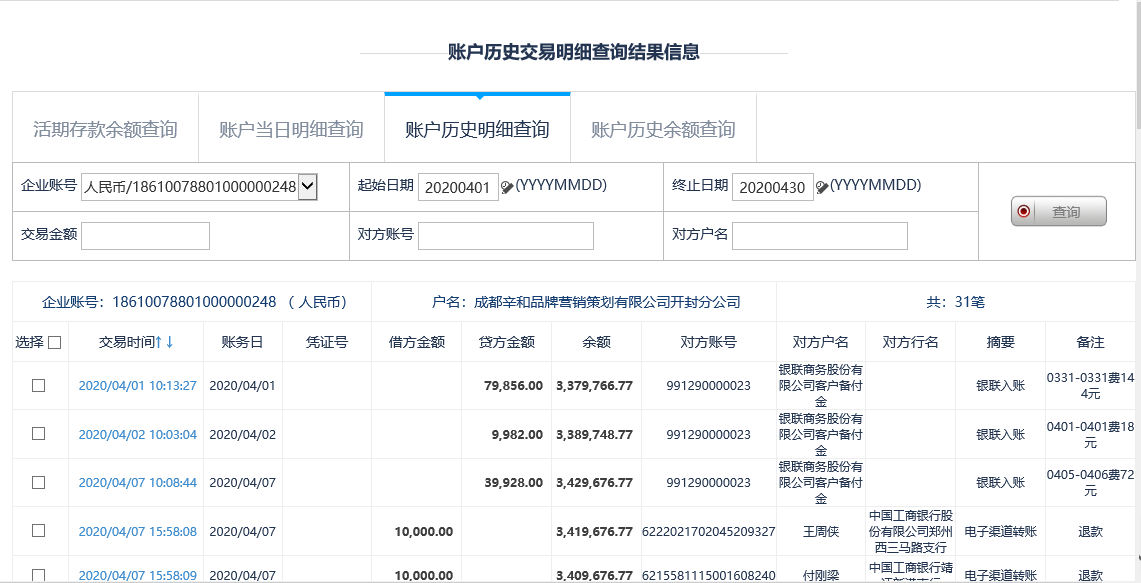 账户历史交易明细查询结果信息
活期存款余额查询 账户当日明细查询 账户历史明细查询 账户历史余额查询
企业账号 人民币/18610078801000000248 起始日期 20200401 (YYYYMMDD) 终止日期 20200430 (YYYYMMDD)
查询
交易金额 对方账号 对方户名
企业账号：18610078801000000248 （ 人民币） 户名：成都辛和品牌营销策划有限公司开封分公司 共：31笔
选择 交易时间↑↓ 账务日 凭证号 借方金额 贷方金额 余额 对方账号 对方户名 对方行名 摘要 备注
2020/04/01 10:13:27 2020/04/01 79,856.00 3,379,766.77 991290000023 银联商务股份有限公司客户备付金 银联入账 0331-0331费144元
2020/04/02 10:03:04 2020/04/02 9,982.00 3,389,748.77 991290000023 银联商务股份有限公司客户备付金 银联入账 0401-0401费18元
2020/04/07 10:08:44 2020/04/07 39,928.00 3,429,676.77 991290000023 银联商务股份有限公司客户备付金 银联入账 0405-0406费72元
2020/04/07 15:58:08 2020/04/07 10,000.00 3,419,676.77 6222021702045209327 王周侠 中国工商银行股份有限公司郑州西三马路支行 电子渠道转账 退款
2020/04/07 15:58:09 2020/04/07 10,000.00 3,409,676.77 6215581115001608240 付刚梁 中国工商银行靖 电子渠道转账 退款